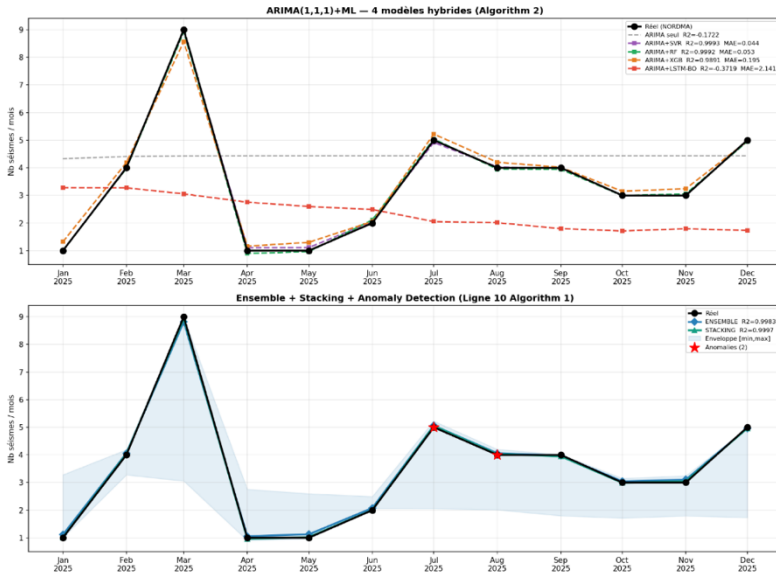 ARIMA(1,1,1)+ML — 4 modèles hybrides (Algorithm 2)
Nb séismes / mois
9
8
7
6
5
4
3
2
1
Réel (NORDMA)
ARIMA seul R2=-0.1722
ARIMA+SVR R2=0.9993 MAE=0.044
ARIMA+RF R2=0.9992 MAE=0.053
ARIMA+XGB R2=0.9891 MAE=0.195
ARIMA+LSTM-BO R2=-0.3719 MAE=2.141
Jan Feb Mar Apr May Jun Jul Aug Sep Oct Nov Dec
2025 2025 2025 2025 2025 2025 2025 2025 2025 2025 2025 2025
Ensemble + Stacking + Anomaly Detection (Ligne 10 Algorithm 1)
Nb séismes / mois
9
8
7
6
5
4
3
2
1
Réel
ENSEMBLE R2=0.9983
STACKING R2=0.9997
Enveloppe [min,max]
Anomalies (2)
Jan Feb Mar Apr May Jun Jul Aug Sep Oct Nov Dec
2025 2025 2025 2025 2025 2025 2025 2025 2025 2025 2025 2025